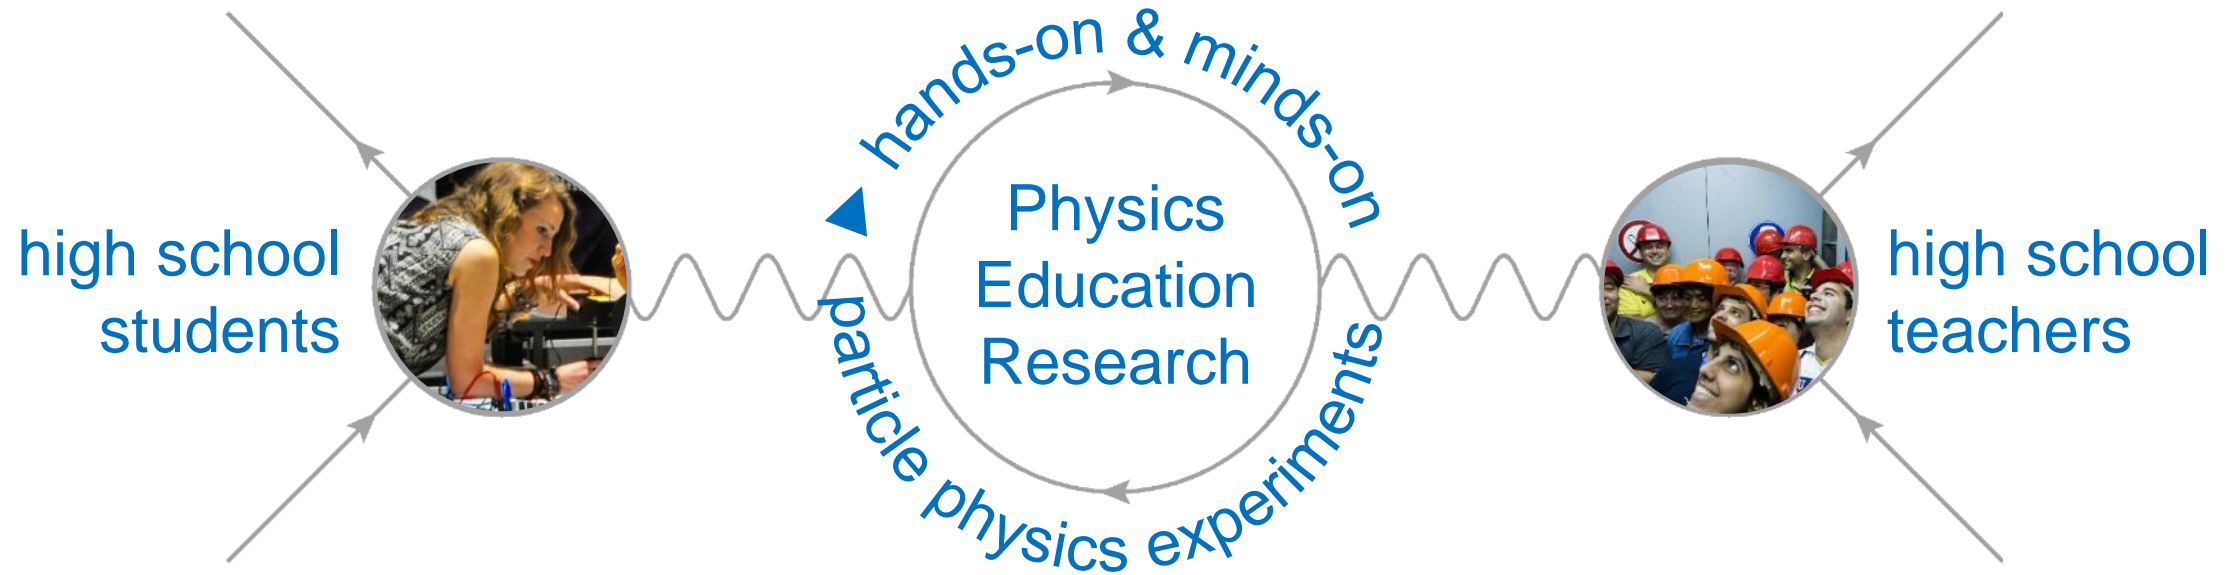 high school
students
hands-on & minds-on
Physics
Education
Research
particle physics experiments
high school
teachers